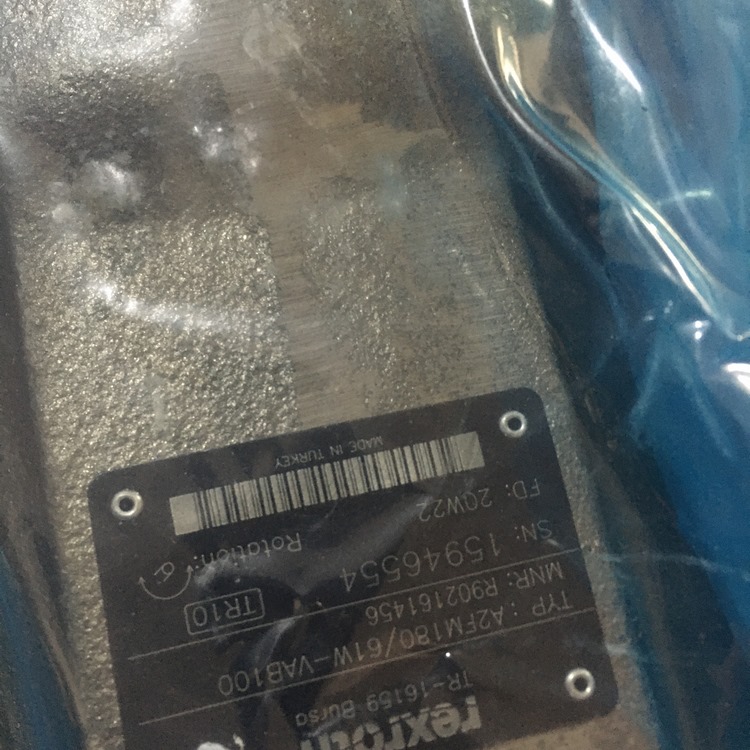 rexroth
TR-16159 Bursa
TYP: A2FM180/61W-VAB100
MNR: R902161456
TR10
SN: 15946554
Rotation:
FD: 20W22
MADE IN TURKEY